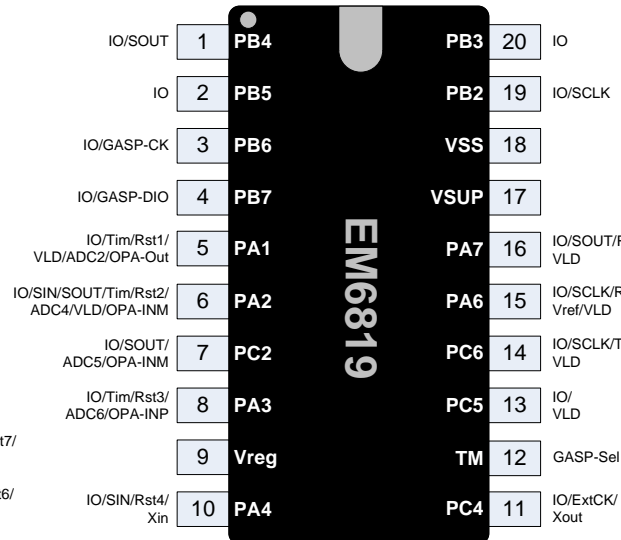 IO/SOUT 1 PB4 PB3 20 IO
IO 2 PB5 PB2 19 IO/SCLK
IO/GASP-CK 3 PB6 VSS 18
IO/GASP-DIO 4 PB7 VSUP 17
IO/Tim/Rst1/
VLD/ADC2/OPA-Out 5 PA1 PA7 16 IO/SOUT/
VLD
IO/SIN/SOUT/Tim/Rst2/
ADC4/VLD/OPA-INM 6 PA2 PA6 15 IO/SCLK/
Vref/VLD
IO/SOUT/
ADC5/OPA-INM 7 PC2 PC6 14 IO/SCLK/
VLD
IO/Tim/Rst3/
ADC6/OPA-INP 8 PA3 PC5 13 IO/
VLD
9 Vreg TM 12 GASP-Sel
IO/SIN/Rst4/
Xin 10 PA4 PC4 11 IO/ExtCK/
Xout
EM6819